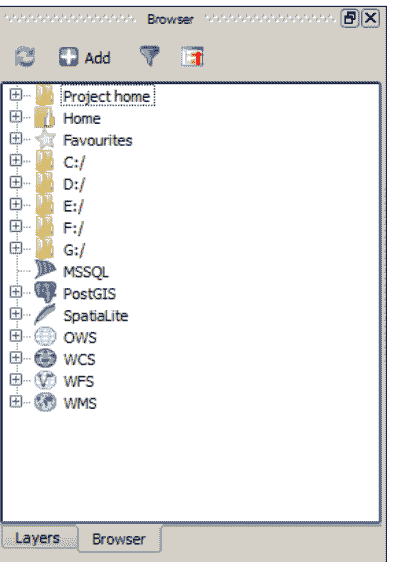 Browser
Add
Project home
Home
Favourites
C:/
D:/
E:/
F:/
G:/
MSSQL
PostGIS
SpatiaLite
OWS
WCS
WFS
WMS
Layers Browser